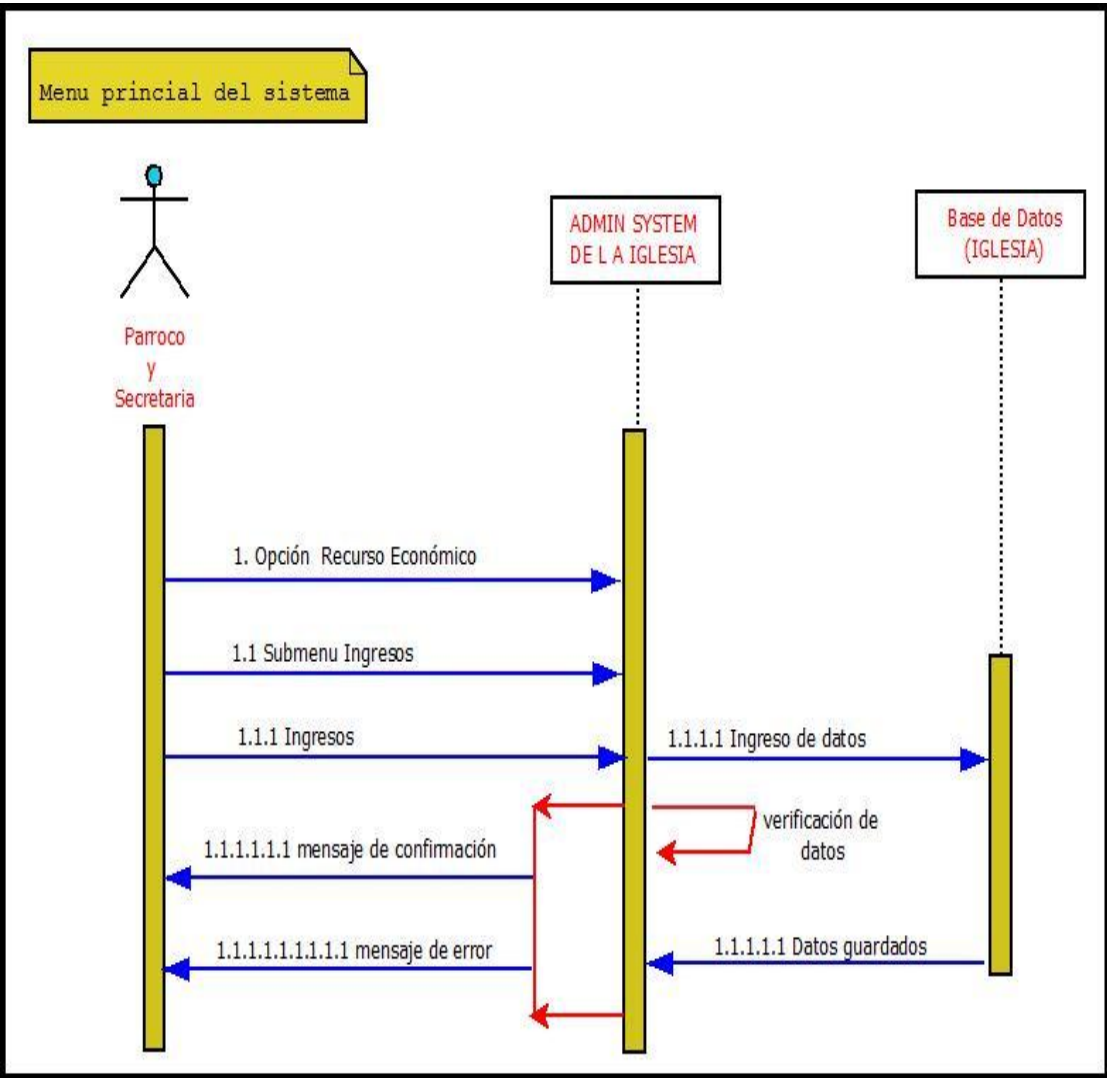 Menu princial del sistema
ADMIN SYSTEM
DE L A IGLESIA
Base de Datos
(IGLESIA)
Parroco
y
Secretaria
1. Opción Recurso Económico
1.1 Submenu Ingresos
1.1.1 Ingresos
1.1.1.1 Ingreso de datos
verificación de
datos
1.1.1.1.1.1 mensaje de confirmación
1.1.1.1.1.1.1.1.1 mensaje de error
1.1.1.1.1 Datos guardados